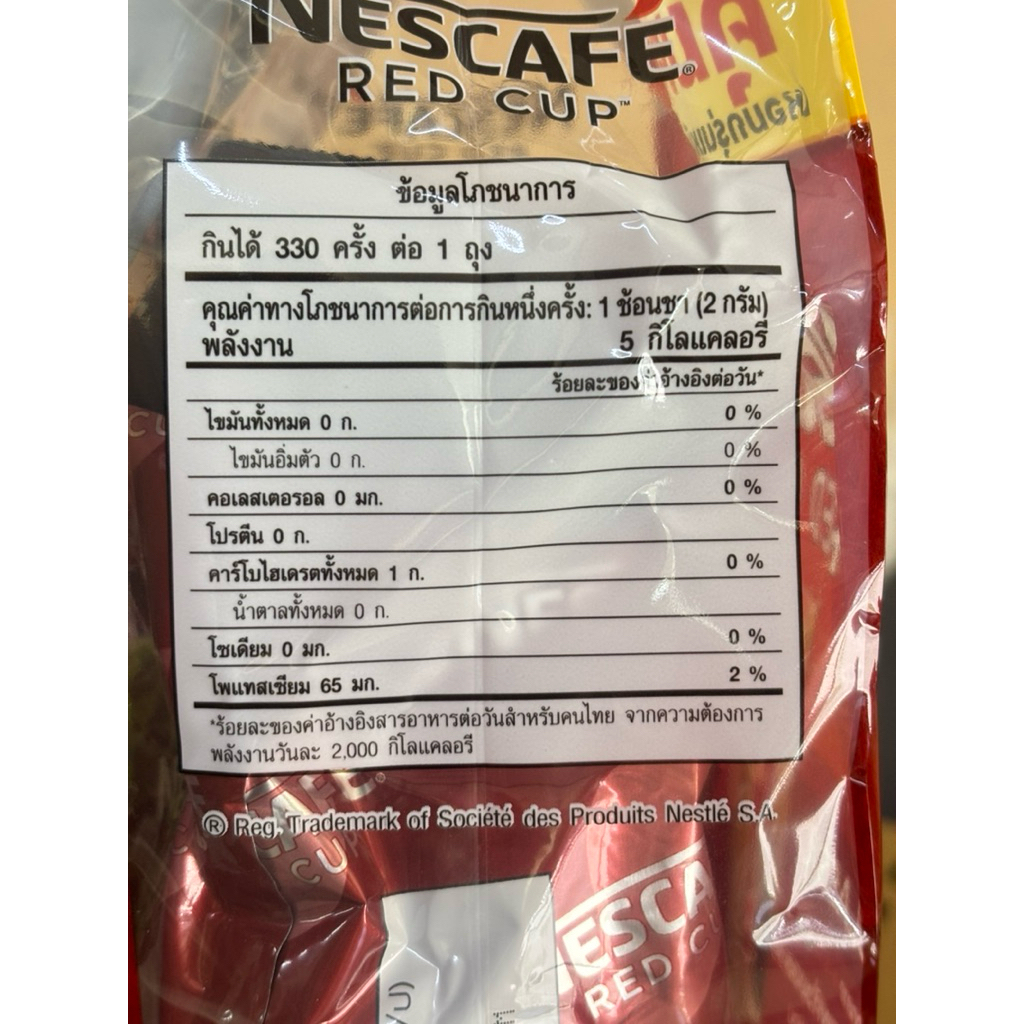 NESCAFÉ®
RED CUP™
ข้อมูลโภชนาการ
กินได้ 330 ครั้ง ต่อ 1 ถุง
คุณค่าทางโภชนาการต่อการกินหนึ่งครั้ง: 1 ช้อนชา (2 กรัม)
พลังงาน 5 กิโลแคลอรี
ร้อยละของค่าอ้างอิงต่อวัน*
ไขมันทั้งหมด 0 ก. 0 %
ไขมันอิ่มตัว 0 ก. 0 %
คอเลสเตอรอล 0 มก. 0 %
โปรตีน 0 ก.
คาร์โบไฮเดรตทั้งหมด 1 ก. 0 %
น้ำตาลทั้งหมด 0 ก.
โซเดียม 0 มก. 0 %
โพแทสเซียม 65 มก. 2 %
*ร้อยละของค่าอ้างอิงสารอาหารต่อวันสำหรับคนไทย จากความต้องการ
พลังงานวันละ 2,000 กิโลแคลอรี
® Reg. Trademark of Société des Produits Nestlé S.A.
CAFÉ®
CUP
NESCA
RED C